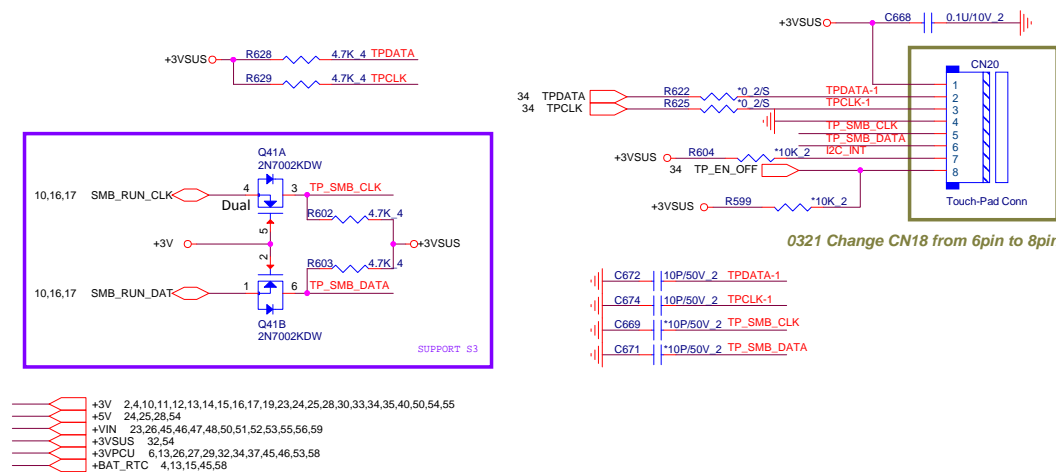 C668 0.1U/10V_2
+3VSUS
R628 4.7K_4 TPDATA
+3VSUS
R629 4.7K_4 TPCLK
CN20
1
2
3
4
5
6
7
8
Touch-Pad Conn
34 TPDATA R622 *0_2/S TPDATA-1
34 TPCLK R625 *0_2/S TPCLK-1
TP_SMB_CLK
TP_SMB_DATA
+3VSUS R604 *10K_2 I2C_INT
34 TP_EN_OFF
+3VSUS R599 *10K_2
0321 Change CN18 from 6pin to 8pin
Q41A
2N7002KDW
10,16,17 SMB_RUN_CLK 4 3 TP_SMB_CLK
Dual
5
R602 4.7K_4
+3V
+3VSUS
2
R603 4.7K_4
10,16,17 SMB_RUN_DAT 1 6 TP_SMB_DATA
Q41B
2N7002KDW
SUPPORT S3
C672 10P/50V_2 TPDATA-1
C674 10P/50V_2 TPCLK-1
C669 *10P/50V_2 TP_SMB_CLK
C671 *10P/50V_2 TP_SMB_DATA
+3V 2,4,10,11,12,13,14,15,16,17,19,23,24,25,28,30,33,34,35,40,50,54,55
+5V 24,25,28,54
+VIN 23,26,45,46,47,48,50,51,52,53,55,56,59
+3VSUS 32,54
+3VPCU 6,13,26,27,29,32,34,37,45,46,53,58
+BAT_RTC 4,13,15,45,58